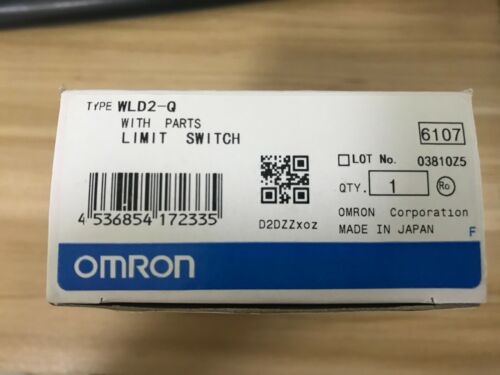 TYPE WLD2-Q
WITH PARTS
LIMIT SWITCH
6107
LOT No. 03810Z5
QTY. 1 Ro
4 536854 172335
D2DZZxoz
OMRON Corporation
MADE IN JAPAN F
OMRON